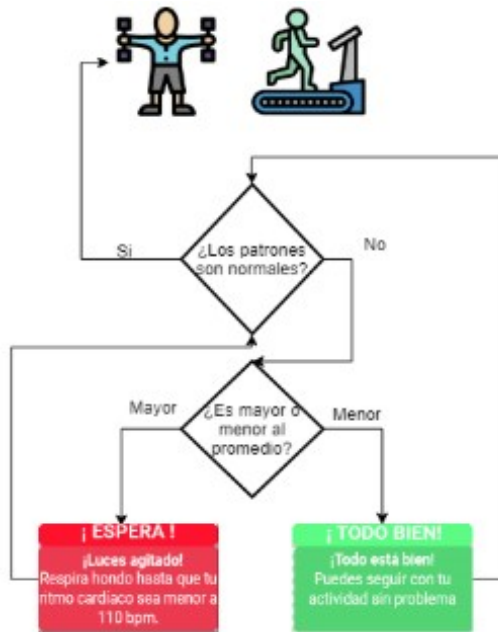 ¿Los patrones
son normales?
Si
No
¿Es mayor o
menor al
promedio?
Mayor
Menor
¡ ESPERA !
¡Luces agitado!
Respira hondo hasta que tu
ritmo cardiaco sea menor a
110 bpm.
¡ TODO BIEN!
¡Todo está bien!
Puedes seguir con tu
actividad sin problema